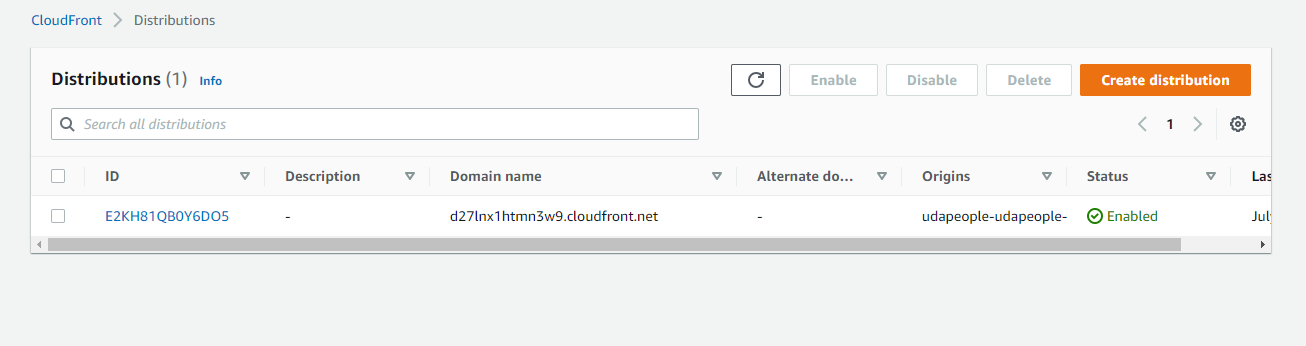 CloudFront > Distributions
Distributions (1) Info
Enable Disable Delete Create distribution
Search all distributions
1
ID Description Domain name Alternate do... Origins Status Las
E2KH81QB0Y6DO5 - d27lnx1htmn3w9.cloudfront.net - udapeople-udapeople- Enabled July